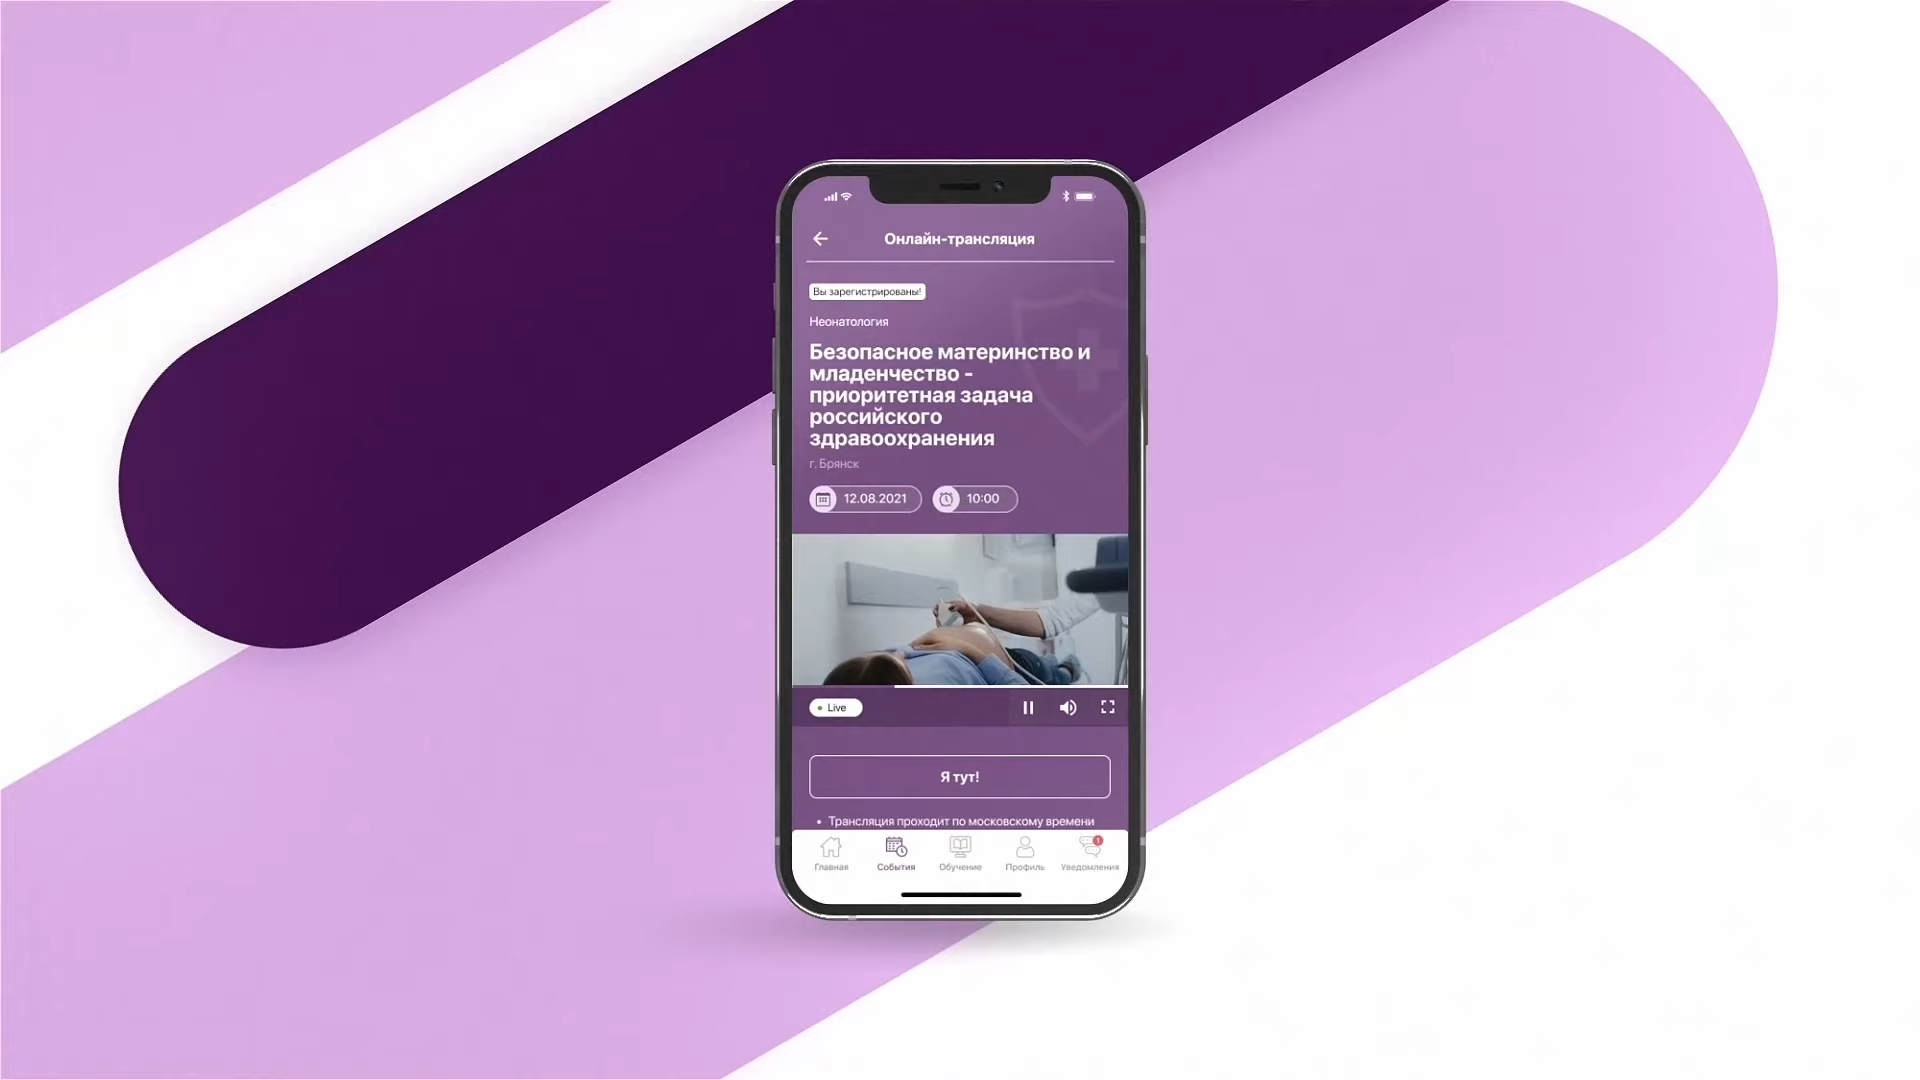 Онлайн-трансляция
Вы зарегистрированы!
Неонатология
Безопасное материнство и
младенчество -
приоритетная задача
российского
здравоохранения
г. Брянск
12.08.2021 10:00
Live
Я тут!
• Трансляция проходит по московскому времени
1
Главная События Обучение Профиль Уведомления